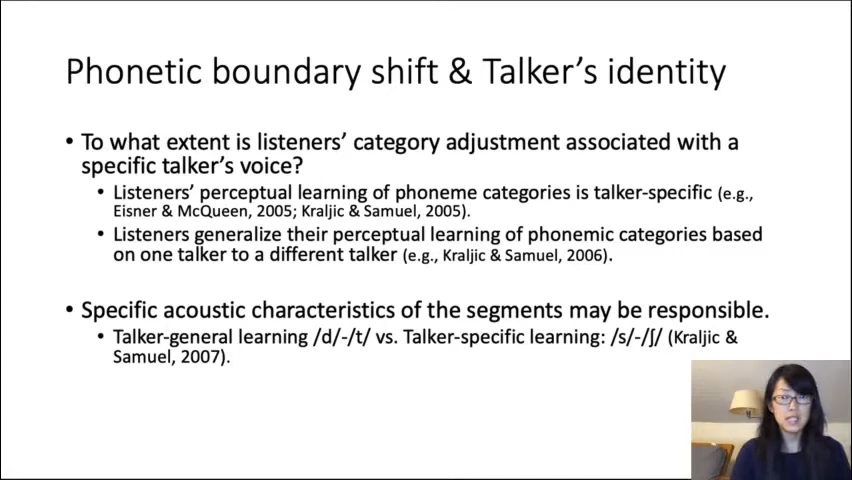 Phonetic boundary shift & Talker's identity
• To what extent is listeners' category adjustment associated with a
specific talker's voice?
• Listeners' perceptual learning of phoneme categories is talker-specific (e.g.,
Eisner & McQueen, 2005; Kraljic & Samuel, 2005).
• Listeners generalize their perceptual learning of phonemic categories based
on one talker to a different talker (e.g., Kraljic & Samuel, 2006).
• Specific acoustic characteristics of the segments may be responsible.
• Talker-general learning /d/-/t/ vs. Talker-specific learning: /s/-/ʃ/ (Kraljic &
Samuel, 2007).